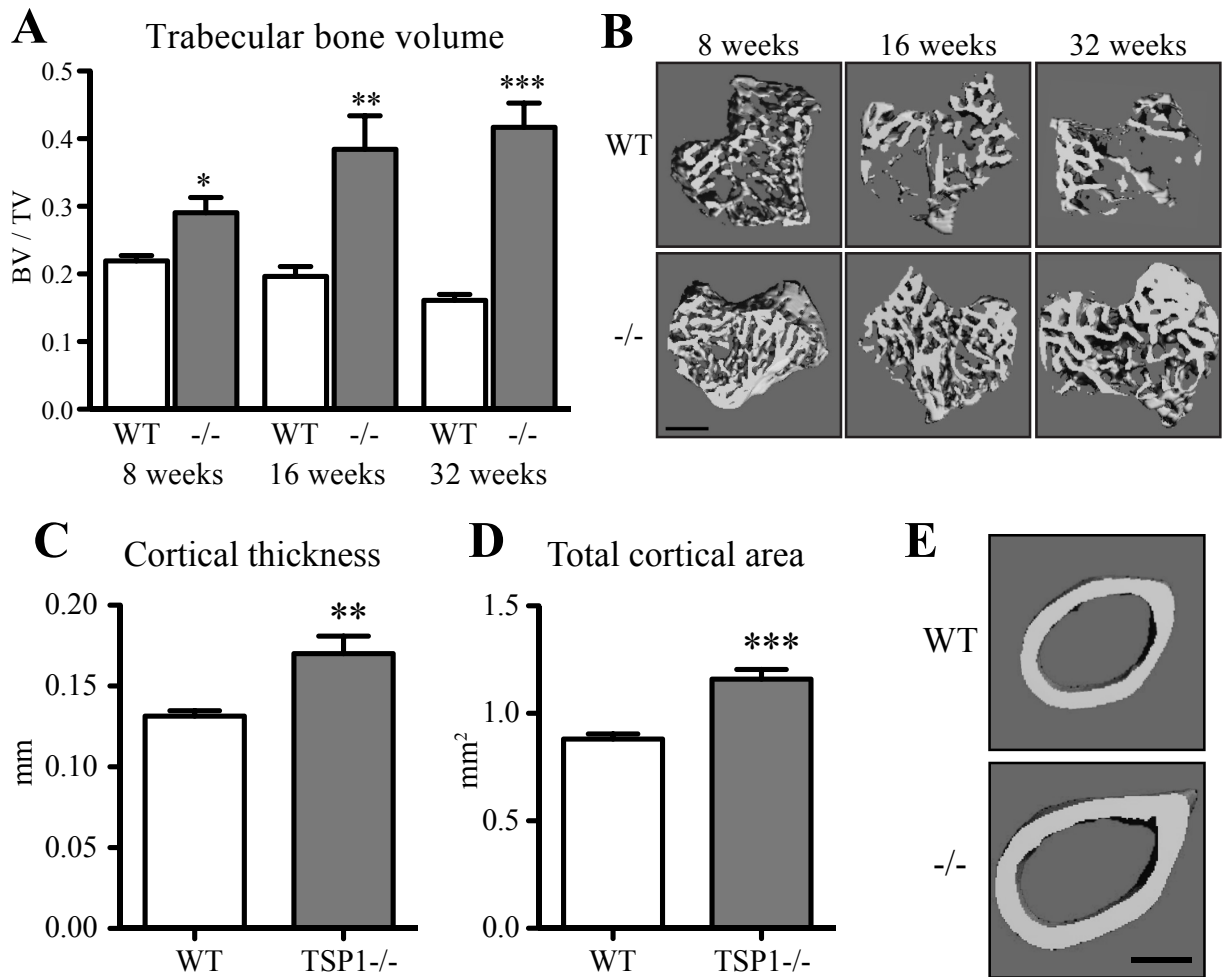 A
Trabecular bone volume
0.5
0.4
0.3
0.2
0.1
0.0
BV / TV
*
**
***
WT -/- WT -/- WT -/-
8 weeks 16 weeks 32 weeks
B
8 weeks 16 weeks 32 weeks
WT
-/-
C
Cortical thickness
0.20
0.15
0.10
0.05
0.00
mm
**
WT TSP1-/-
D
Total cortical area
1.5
1.0
0.5
0.0
mm²
***
WT TSP1-/-
E
WT
-/-